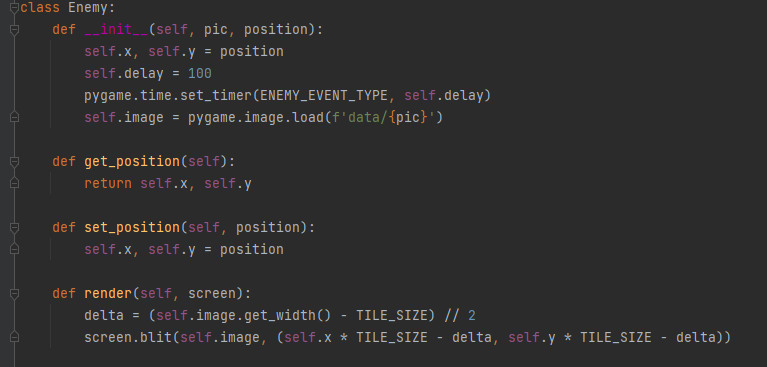 class Enemy:
    def __init__(self, pic, position):
        self.x, self.y = position
        self.delay = 100
        pygame.time.set_timer(ENEMY_EVENT_TYPE, self.delay)
        self.image = pygame.image.load(f'data/{pic}')

    def get_position(self):
        return self.x, self.y

    def set_position(self, position):
        self.x, self.y = position

    def render(self, screen):
        delta = (self.image.get_width() - TILE_SIZE) // 2
        screen.blit(self.image, (self.x * TILE_SIZE - delta, self.y * TILE_SIZE - delta))